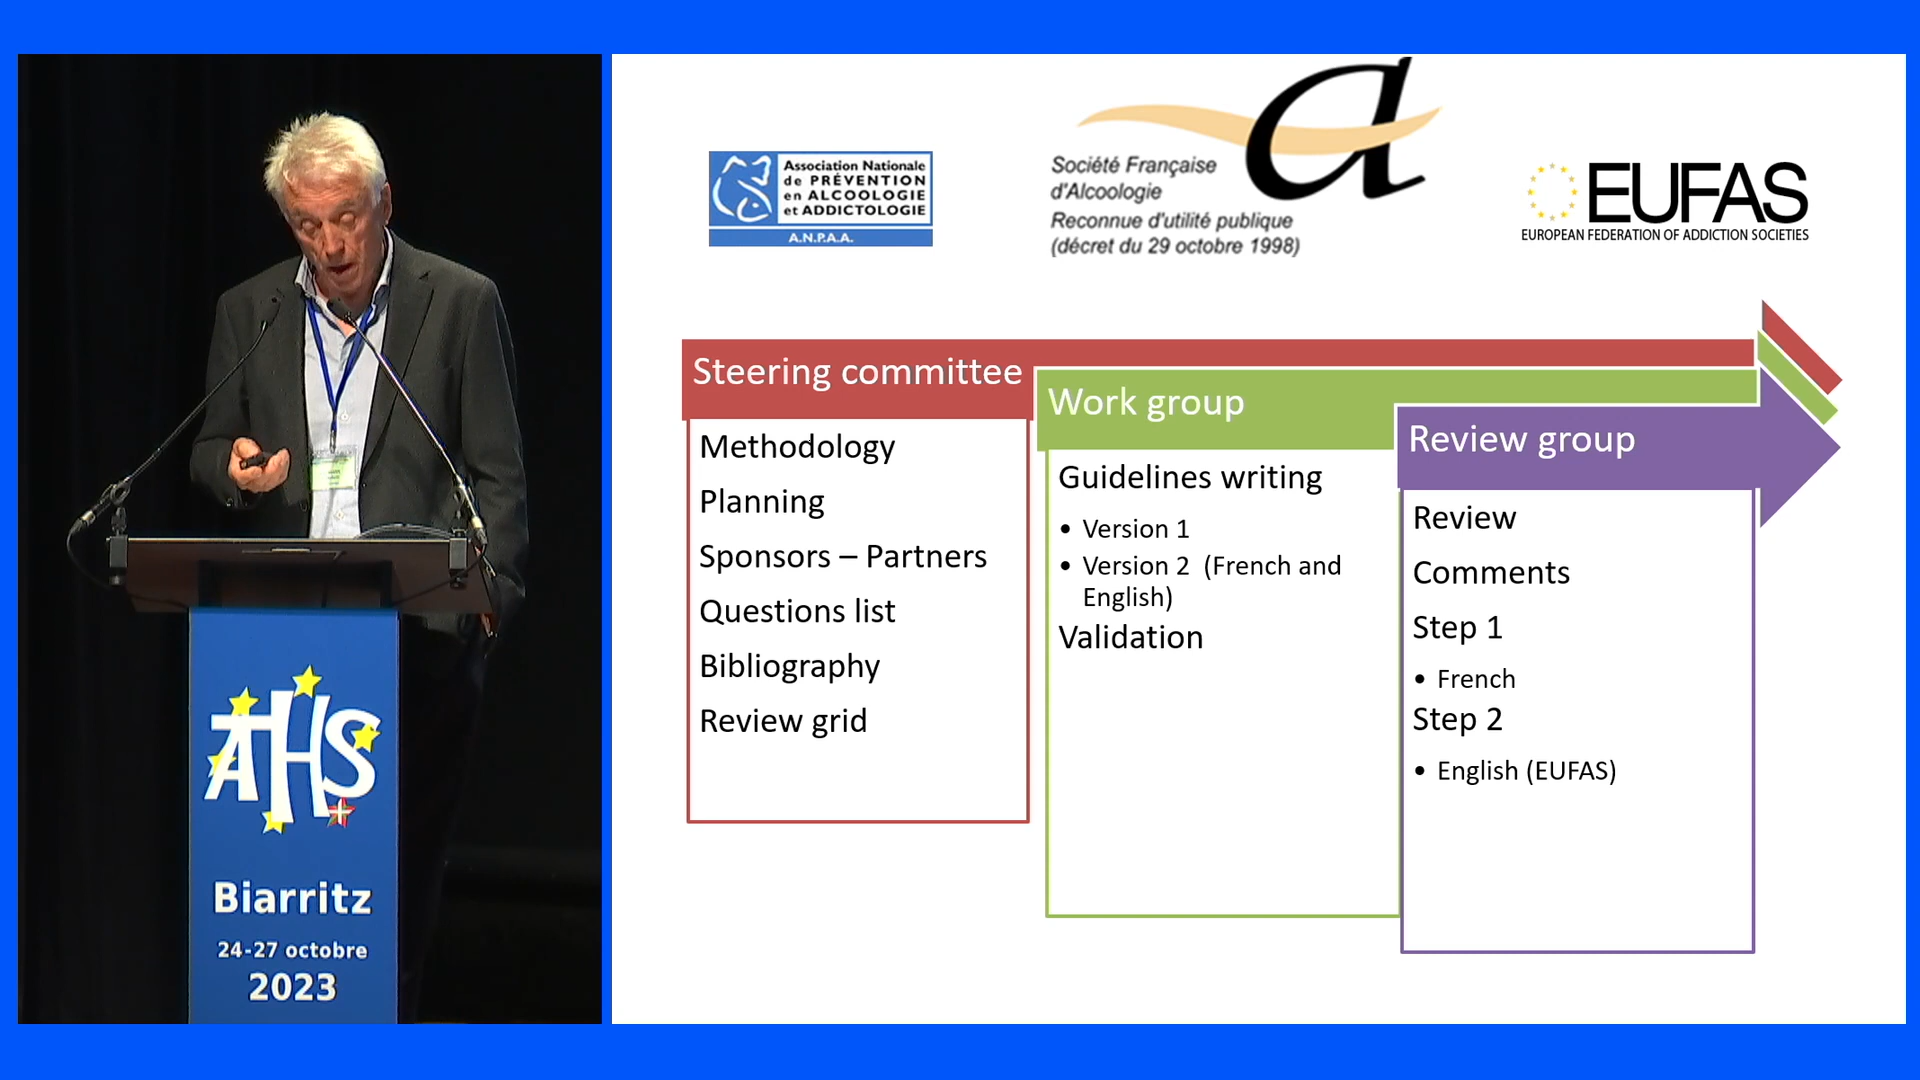 ATHS
Biarritz
24-27 octobre
2023
Association Nationale
de PRÉVENTION
en ALCOOLOGIE
et ADDICTOLOGIE
A.N.P.A.A.
a
Société Française
d'Alcoologie
Reconnue d'utilité publique
(décret du 29 octobre 1998)
EUFAS
EUROPEAN FEDERATION OF ADDICTION SOCIETIES
Steering committee
Methodology
Planning
Sponsors – Partners
Questions list
Bibliography
Review grid
Work group
Guidelines writing
• Version 1
• Version 2 (French and
English)
Validation
Review group
Review
Comments
Step 1
• French
Step 2
• English (EUFAS)